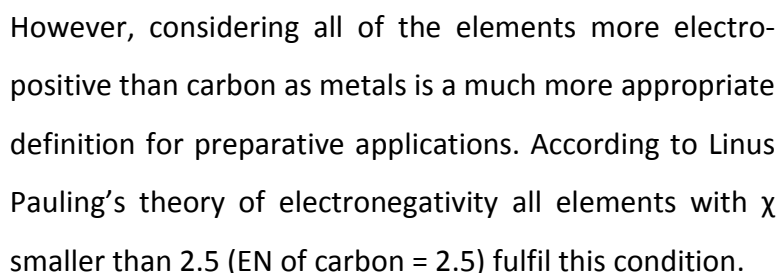 However, considering all of the elements more electro-
positive than carbon as metals is a much more appropriate
definition for preparative applications. According to Linus
Pauling’s theory of electronegativity all elements with χ
smaller than 2.5 (EN of carbon = 2.5) fulfil this condition.